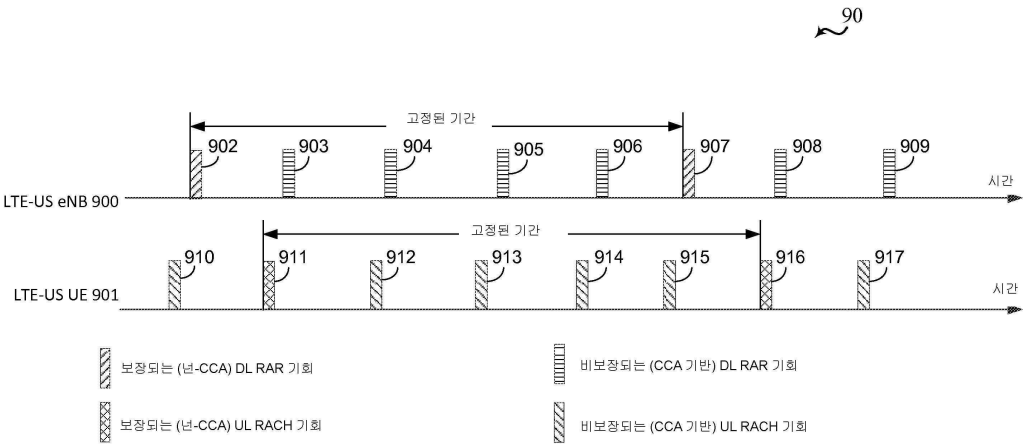 90
고정된 기간
902
903
904
905
906
907
908
909
시간
LTE-US eNB 900
고정된 기간
910
911
912
913
914
915
916
917
시간
LTE-US UE 901
보장되는 (넌-CCA) DL RAR 기회
비보장되는 (CCA 기반) DL RAR 기회
보장되는 (넌-CCA) UL RACH 기회
비보장되는 (CCA 기반) UL RACH 기회